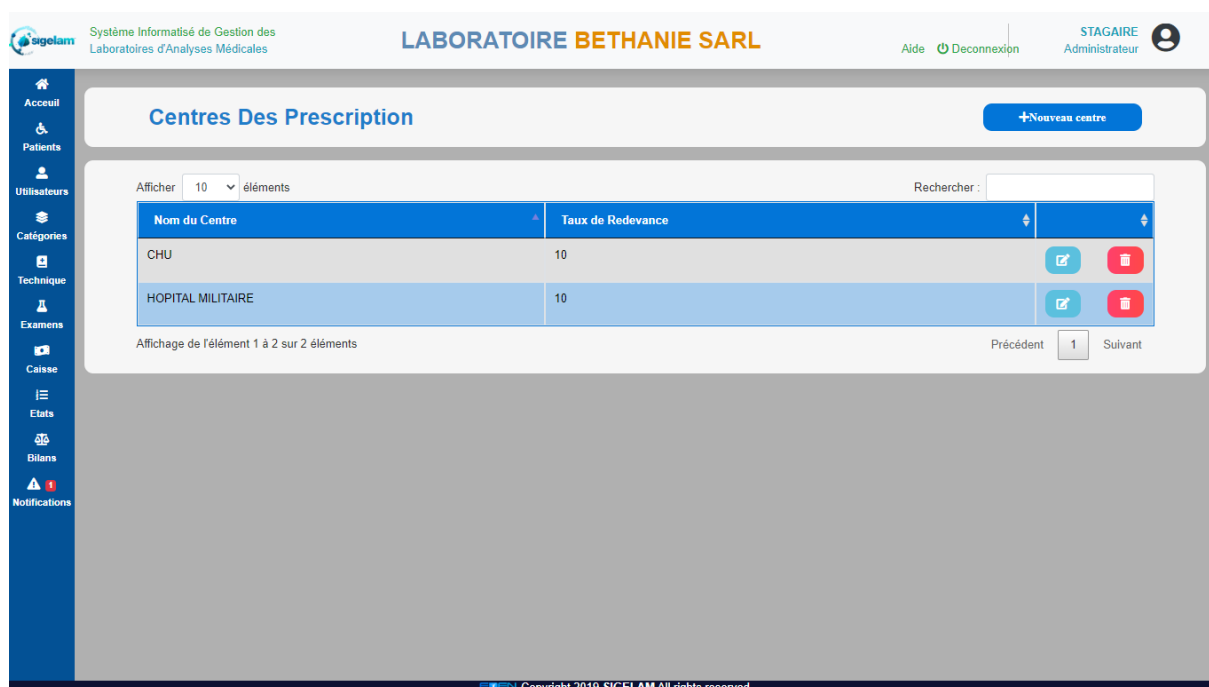 sigelam
Système Informatisé de Gestion des
Laboratoires d'Analyses Médicales
LABORATOIRE BETHANIE SARL
Aide Deconnexion
STAGAIRE
Administrateur
Acceuil
Patients
Utilisateurs
Catégories
Technique
Examens
Caisse
Etats
Bilans
1
Notifications
Centres Des Prescription
+Nouveau centre
Afficher 10 éléments
Rechercher :
Nom du Centre Taux de Redevance
CHU 10
HOPITAL MILITAIRE 10
Affichage de l'élément 1 à 2 sur 2 éléments
Précédent 1 Suivant
Copyright 2019 SIGELAM All rights reserved